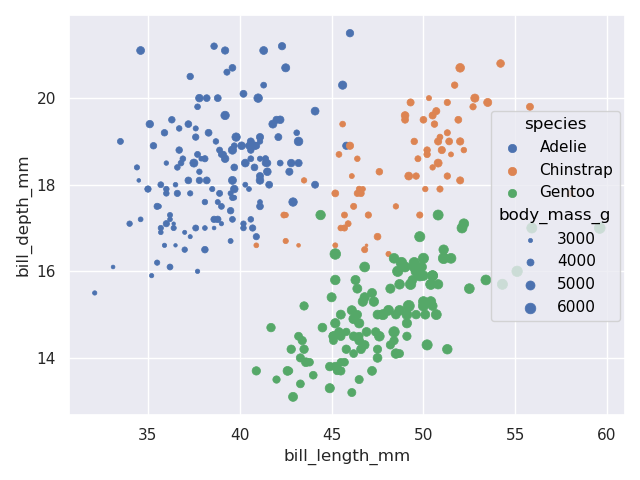 bill_depth_mm
20
18
16
14
species
Adelie
Chinstrap
Gentoo
body_mass_g
3000
4000
5000
6000
35
40
45
50
55
60
bill_length_mm